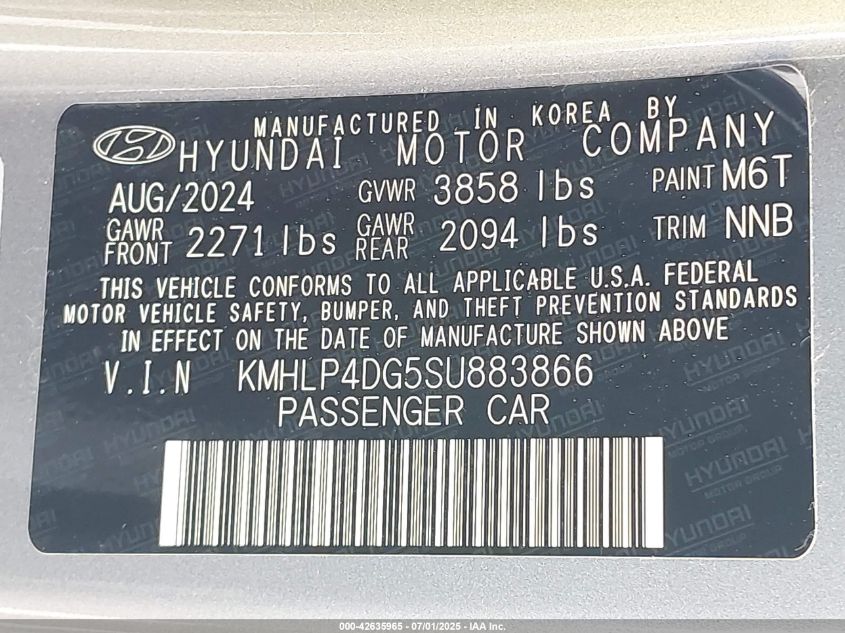 MANUFACTURED IN KOREA BY
HYUNDAI MOTOR COMPANY
AUG/2024 GVWR 3858 lbs PAINT M6T
GAWR FRONT 2271 lbs GAWR REAR 2094 lbs TRIM NNB
THIS VEHICLE CONFORMS TO ALL APPLICABLE U.S.A. FEDERAL
MOTOR VEHICLE SAFETY, BUMPER, AND THEFT PREVENTION STANDARDS
IN EFFECT ON THE DATE OF MANUFACTURE SHOWN ABOVE
V.I.N KMHLP4DG5SU883866
PASSENGER CAR
HYUNDAI
MOTOR GROUP
000-42635965 - 07/01/2025 - IAA Inc.